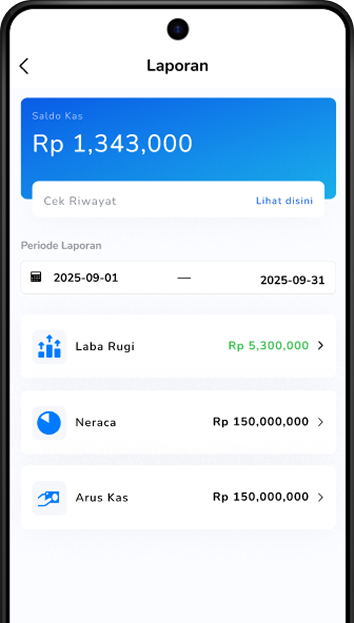 Laporan
Saldo Kas
Rp 1,343,000
Cek Riwayat Lihat disini
Periode Laporan
2025-09-01 — 2025-09-31
Laba Rugi Rp 5,300,000
Neraca Rp 150,000,000
Arus Kas Rp 150,000,000